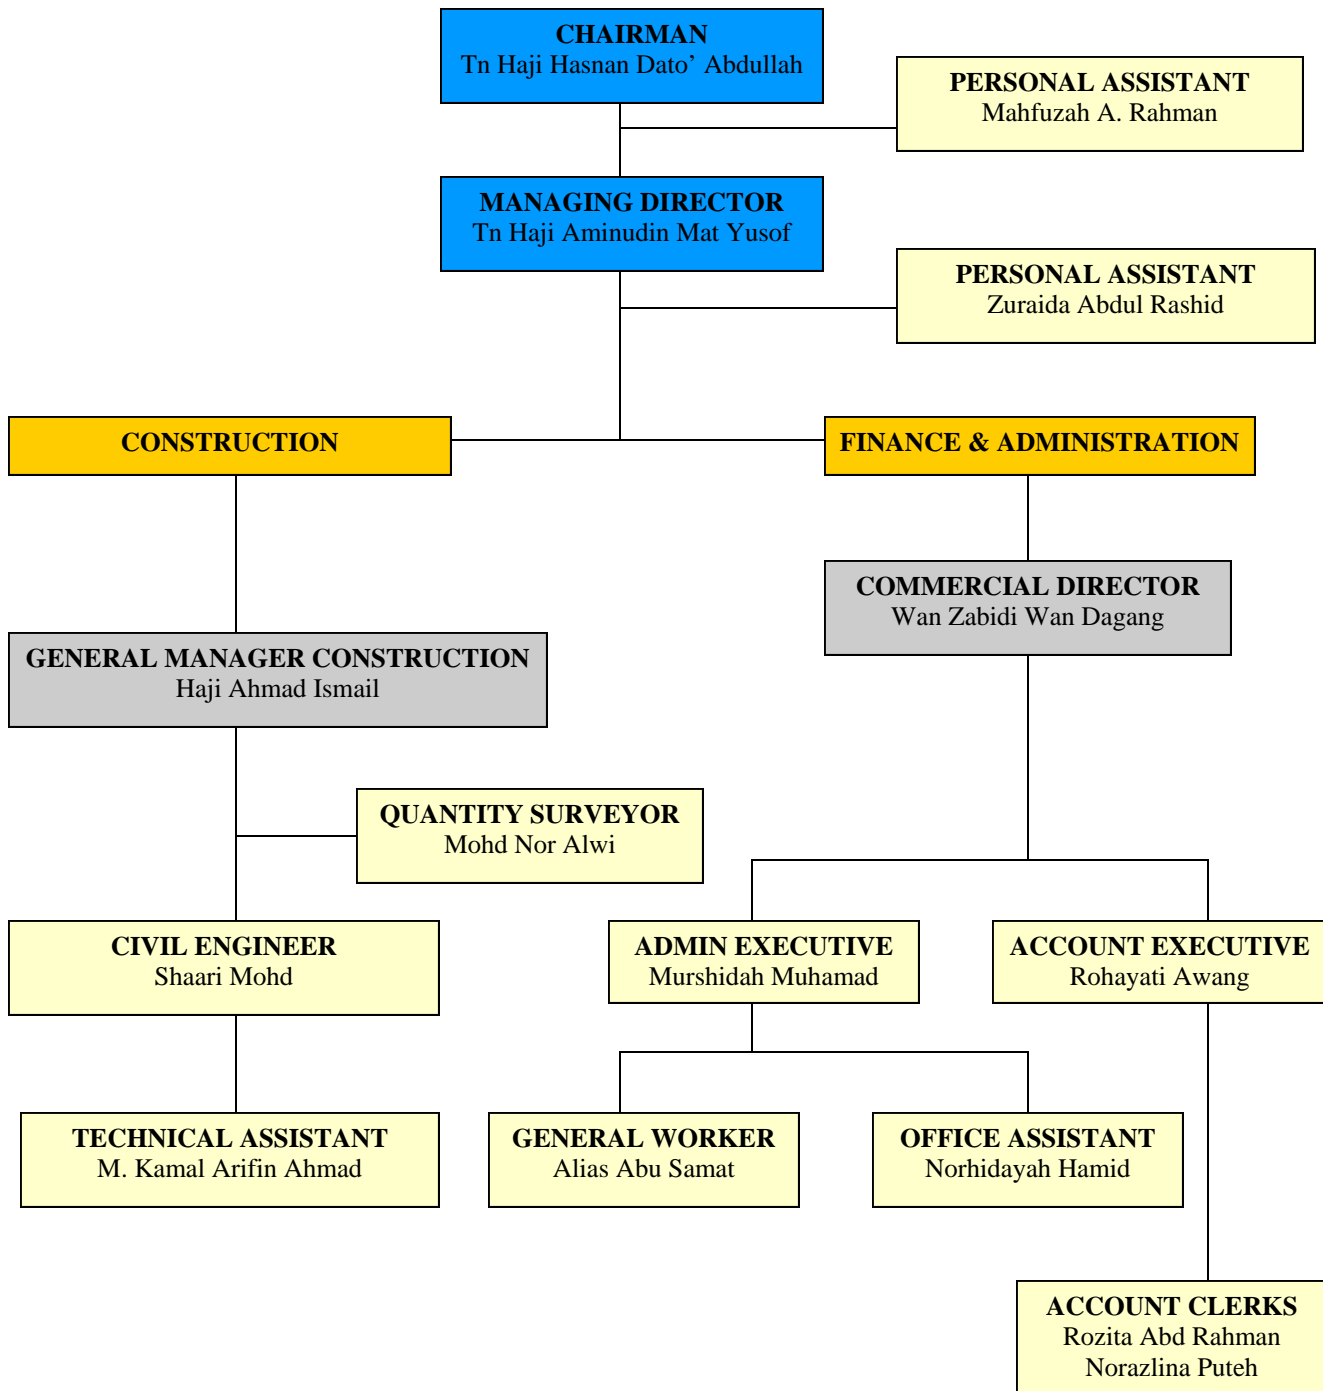 CHAIRMAN
Tn Haji Hasnan Dato’ Abdullah
PERSONAL ASSISTANT
Mahfuzah A. Rahman
MANAGING DIRECTOR
Tn Haji Aminudin Mat Yusof
PERSONAL ASSISTANT
Zuraida Abdul Rashid
CONSTRUCTION
FINANCE & ADMINISTRATION
COMMERCIAL DIRECTOR
Wan Zabidi Wan Dagang
GENERAL MANAGER CONSTRUCTION
Haji Ahmad Ismail
QUANTITY SURVEYOR
Mohd Nor Alwi
CIVIL ENGINEER
Shaari Mohd
ADMIN EXECUTIVE
Murshidah Muhamad
ACCOUNT EXECUTIVE
Rohayati Awang
TECHNICAL ASSISTANT
M. Kamal Arifin Ahmad
GENERAL WORKER
Alias Abu Samat
OFFICE ASSISTANT
Norhidayah Hamid
ACCOUNT CLERKS
Rozita Abd Rahman
Norazlina Puteh